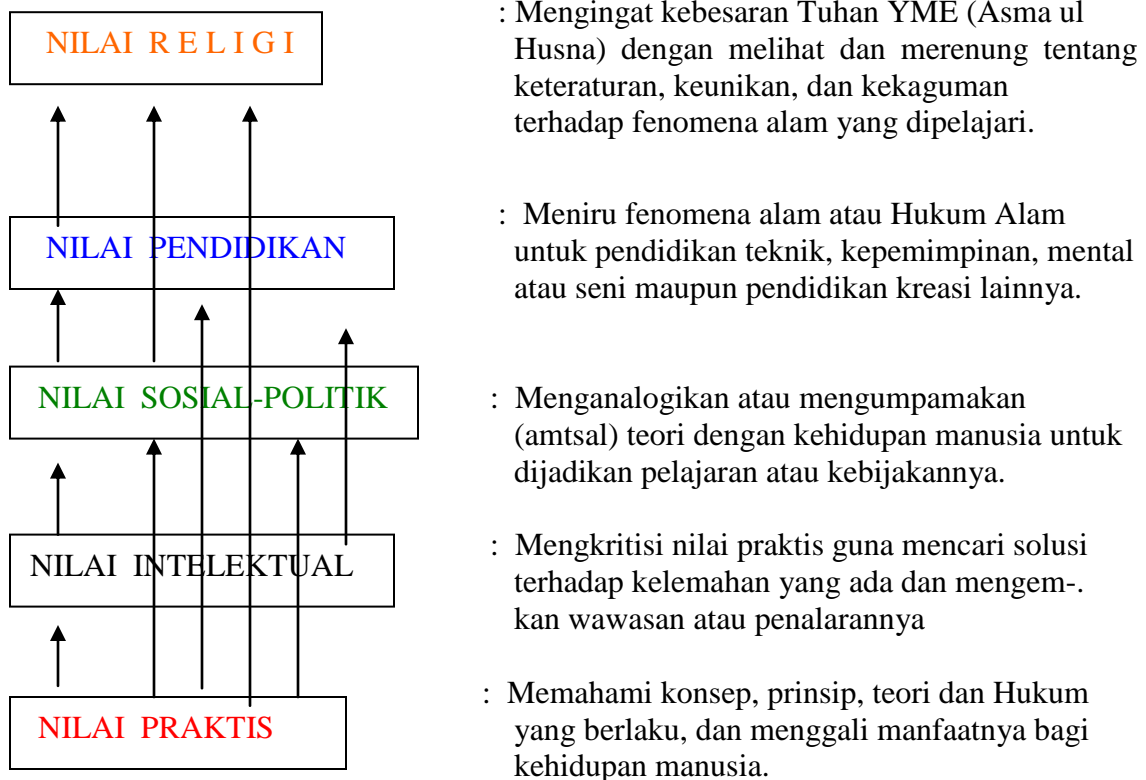 NILAI R E L I G I
: Mengingat kebesaran Tuhan YME (Asma ul
Husna) dengan melihat dan merenung tentang
keteraturan, keunikan, dan kekaguman
terhadap fenomena alam yang dipelajari.
NILAI PENDIDIKAN
: Meniru fenomena alam atau Hukum Alam
untuk pendidikan teknik, kepemimpinan, mental
atau seni maupun pendidikan kreasi lainnya.
NILAI SOSIAL-POLITIK
: Menganalogikan atau mengumpamakan
(amtsal) teori dengan kehidupan manusia untuk
dijadikan pelajaran atau kebijakannya.
NILAI INTELEKTUAL
: Mengkritisi nilai praktis guna mencari solusi
terhadap kelemahan yang ada dan mengem-.
kan wawasan atau penalarannya
NILAI PRAKTIS
: Memahami konsep, prinsip, teori dan Hukum
yang berlaku, dan menggali manfaatnya bagi
kehidupan manusia.